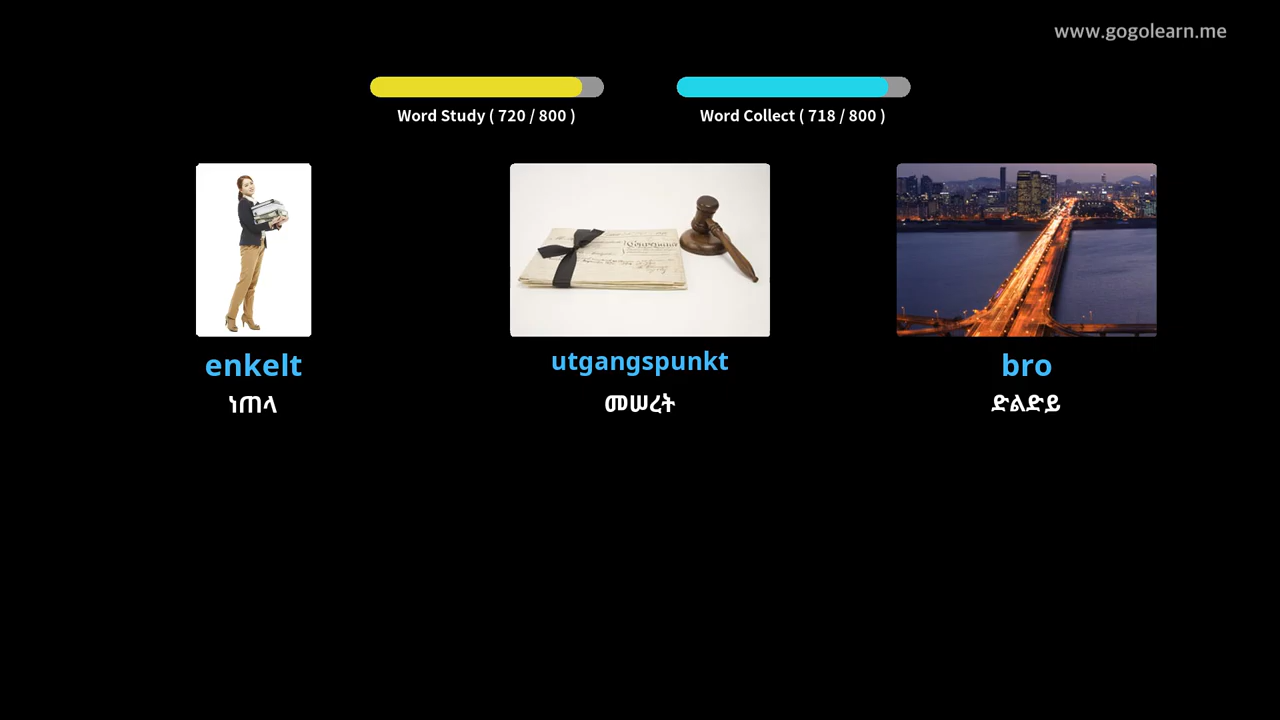 www.gogolearn.me
Word Study ( 720 / 800 )
Word Collect ( 718 / 800 )
enkelt
utgangspunkt
bro
ነጠላ
መሠረት
ድልድይ